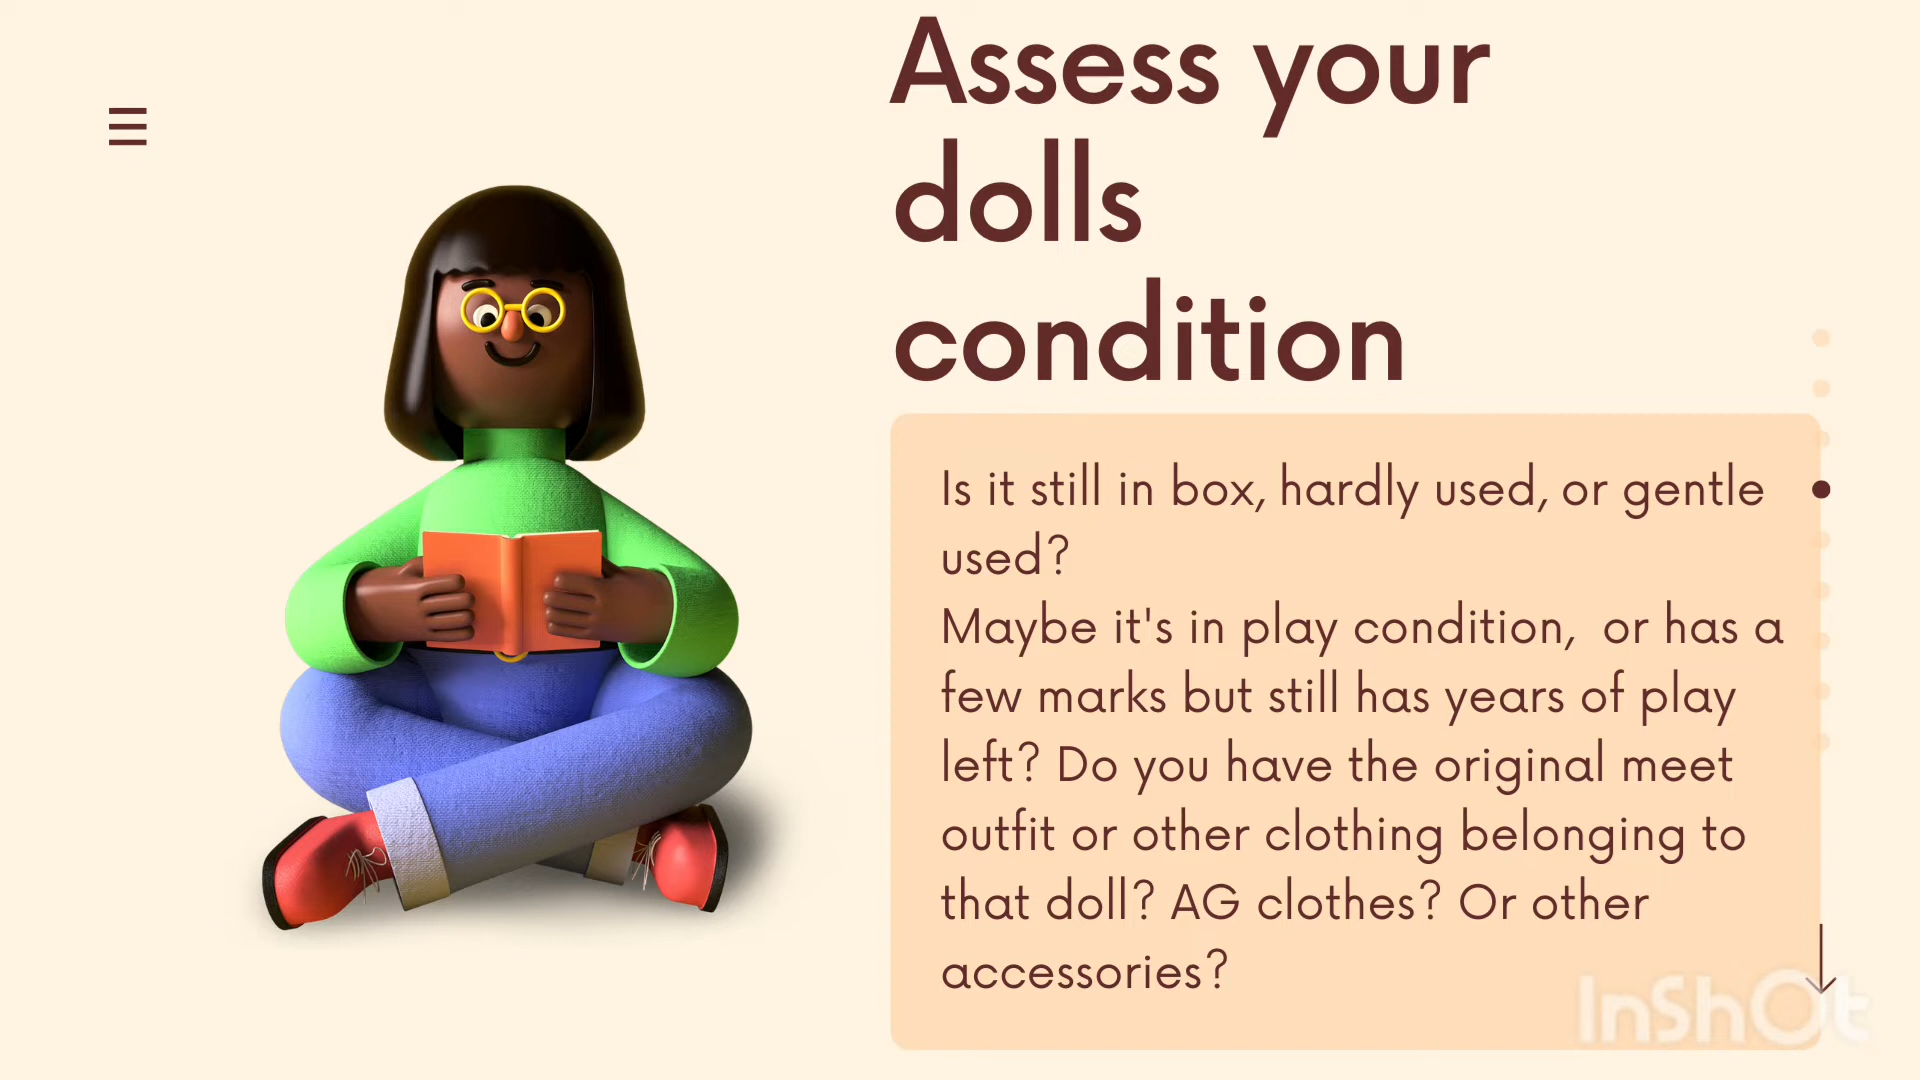 Assess your
dolls
condition
Is it still in box, hardly used, or gentle
used?
Maybe it's in play condition,  or has a
few marks but still has years of play
left? Do you have the original meet
outfit or other clothing belonging to
that doll? AG clothes? Or other
accessories?
InShOt